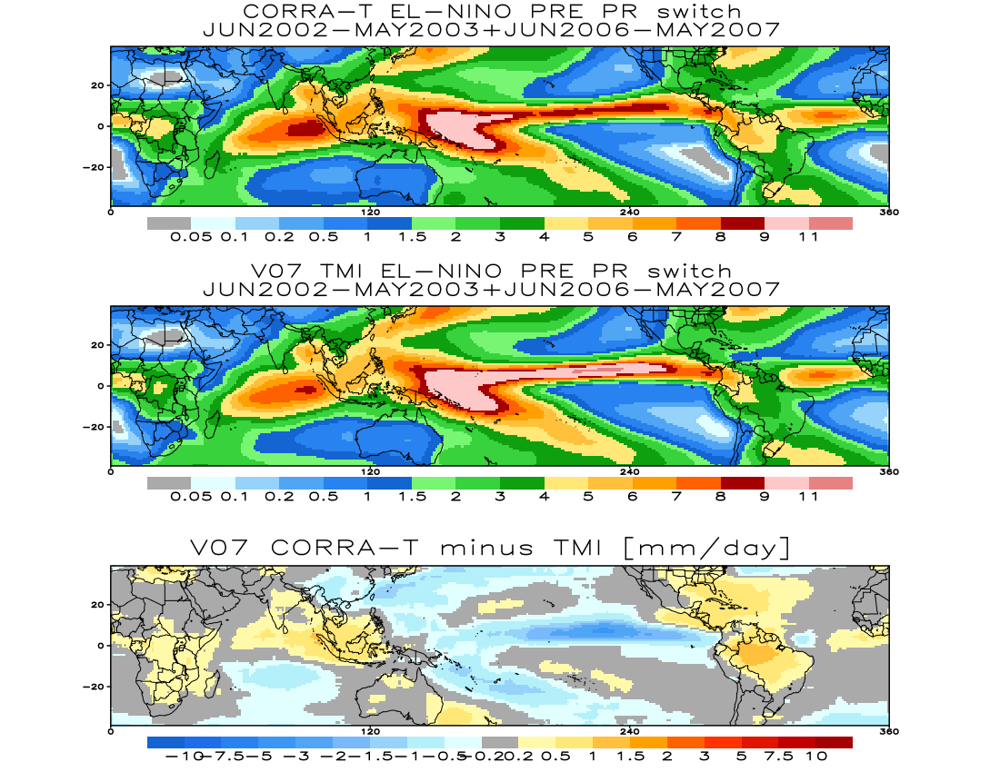 CORRA-T EL-NINO PRE PR switch
JUN2002-MAY2003+JUN2006-MAY2007
20
0
-20
0 120 240 360
0.05 0.1 0.2 0.5 1 1.5 2 3 4 5 6 7 8 9 11
V07 TMI EL-NINO PRE PR switch
JUN2002-MAY2003+JUN2006-MAY2007
20
0
-20
0 120 240 360
0.05 0.1 0.2 0.5 1 1.5 2 3 4 5 6 7 8 9 11
V07 CORRA-T minus TMI [mm/day]
20
0
-20
0 120 240 360
-10 -7.5 -5 -3 -2 -1.5 -1 -0.5 -0.2 0.2 0.5 1 1.5 2 3 5 7.5 10